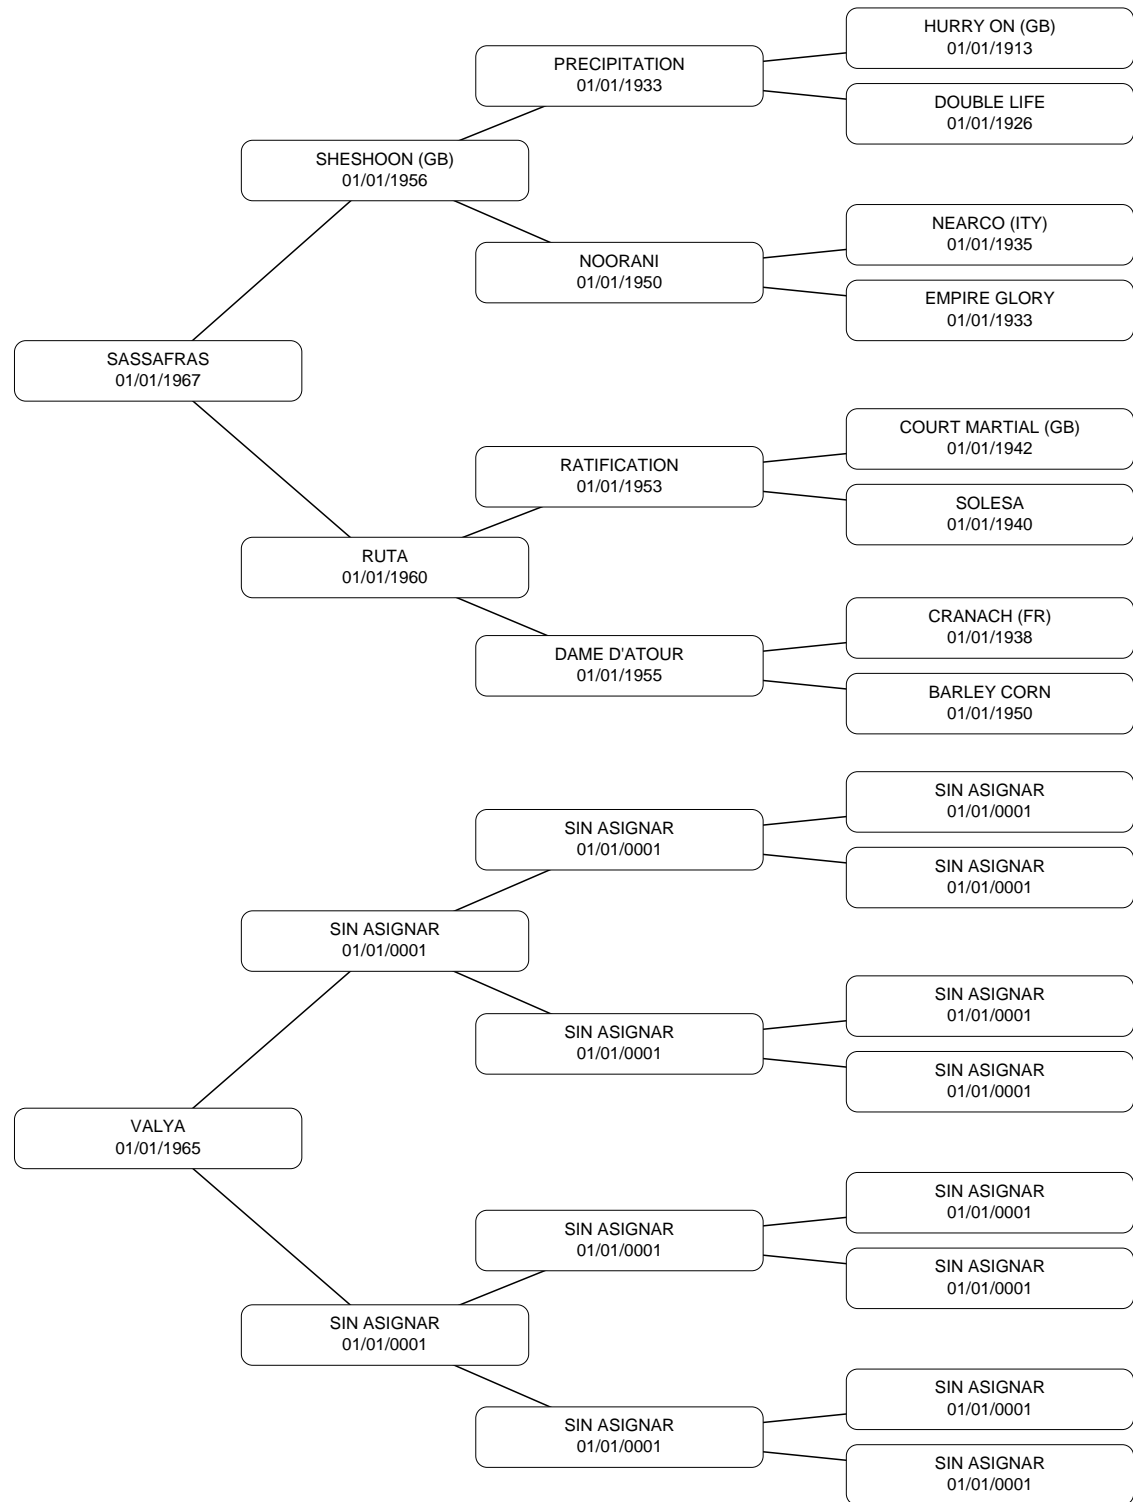 HURRY ON (GB)
01/01/1913
PRECIPITATION
01/01/1933
DOUBLE LIFE
01/01/1926
SHESHOON (GB)
01/01/1956
NEARCO (ITY)
01/01/1935
NOORANI
01/01/1950
EMPIRE GLORY
01/01/1933
SASSAFRAS
01/01/1967
COURT MARTIAL (GB)
01/01/1942
RATIFICATION
01/01/1953
SOLESA
01/01/1940
RUTA
01/01/1960
CRANACH (FR)
01/01/1938
DAME D'ATOUR
01/01/1955
BARLEY CORN
01/01/1950
SIN ASIGNAR
01/01/0001
SIN ASIGNAR
01/01/0001
SIN ASIGNAR
01/01/0001
SIN ASIGNAR
01/01/0001
SIN ASIGNAR
01/01/0001
SIN ASIGNAR
01/01/0001
SIN ASIGNAR
01/01/0001
VALYA
01/01/1965
SIN ASIGNAR
01/01/0001
SIN ASIGNAR
01/01/0001
SIN ASIGNAR
01/01/0001
SIN ASIGNAR
01/01/0001
SIN ASIGNAR
01/01/0001
SIN ASIGNAR
01/01/0001
SIN ASIGNAR
01/01/0001